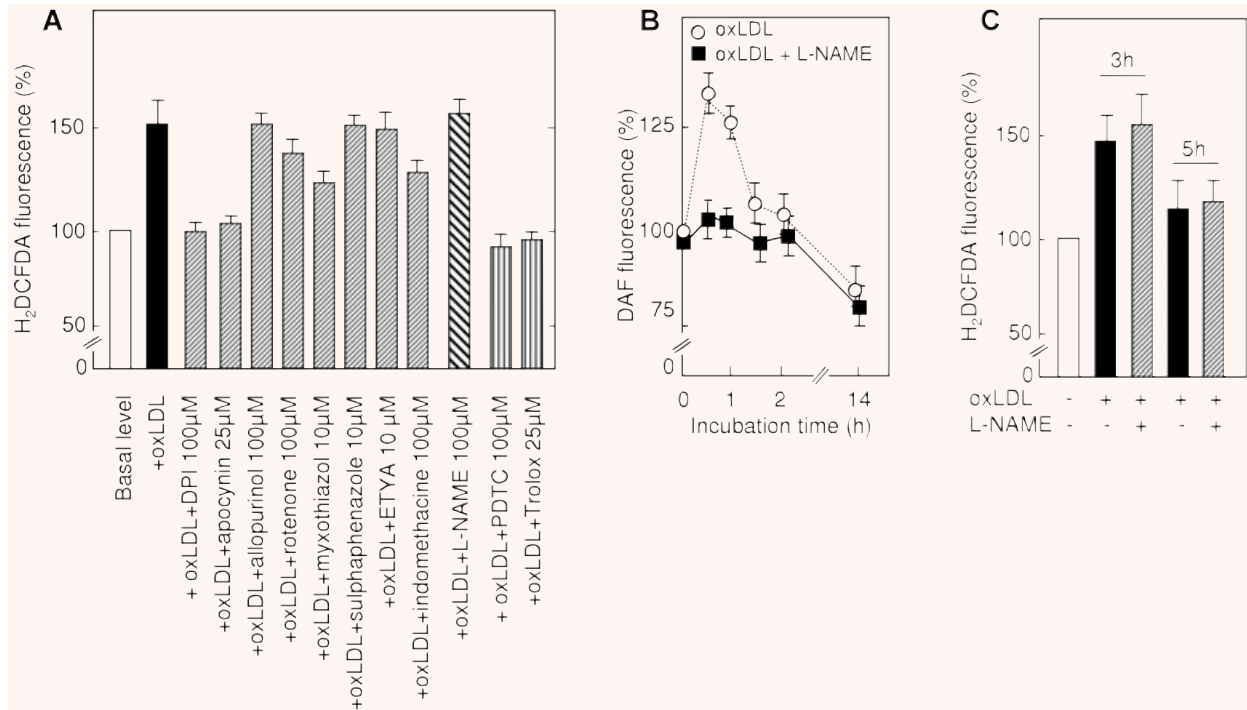 A
H₂DCFDA fluorescence (%)
150
100
50
0
Basal level
+oxLDL
+ oxLDL+DPI 100µM
+oxLDL+apocynin 25µM
+oxLDL+allopurinol 100µM
+oxLDL+rotenone 100µM
+oxLDL+myxothiazol 10µM
+oxLDL+sulphaphenazole 10µM
+oxLDL+ETYA 10 µM
+oxLDL+indomethacine 100µM
+oxLDL+L-NAME 100µM
+ oxLDL+PDTC 100µM
+oxLDL+Trolox 25µM
B
oxLDL
oxLDL + L-NAME
DAF fluorescence (%)
125
100
75
0
0 1 2 14
Incubation time (h)
C
H₂DCFDA fluorescence (%)
3h
5h
150
100
50
0
oxLDL - + + + +
L-NAME - - + - +